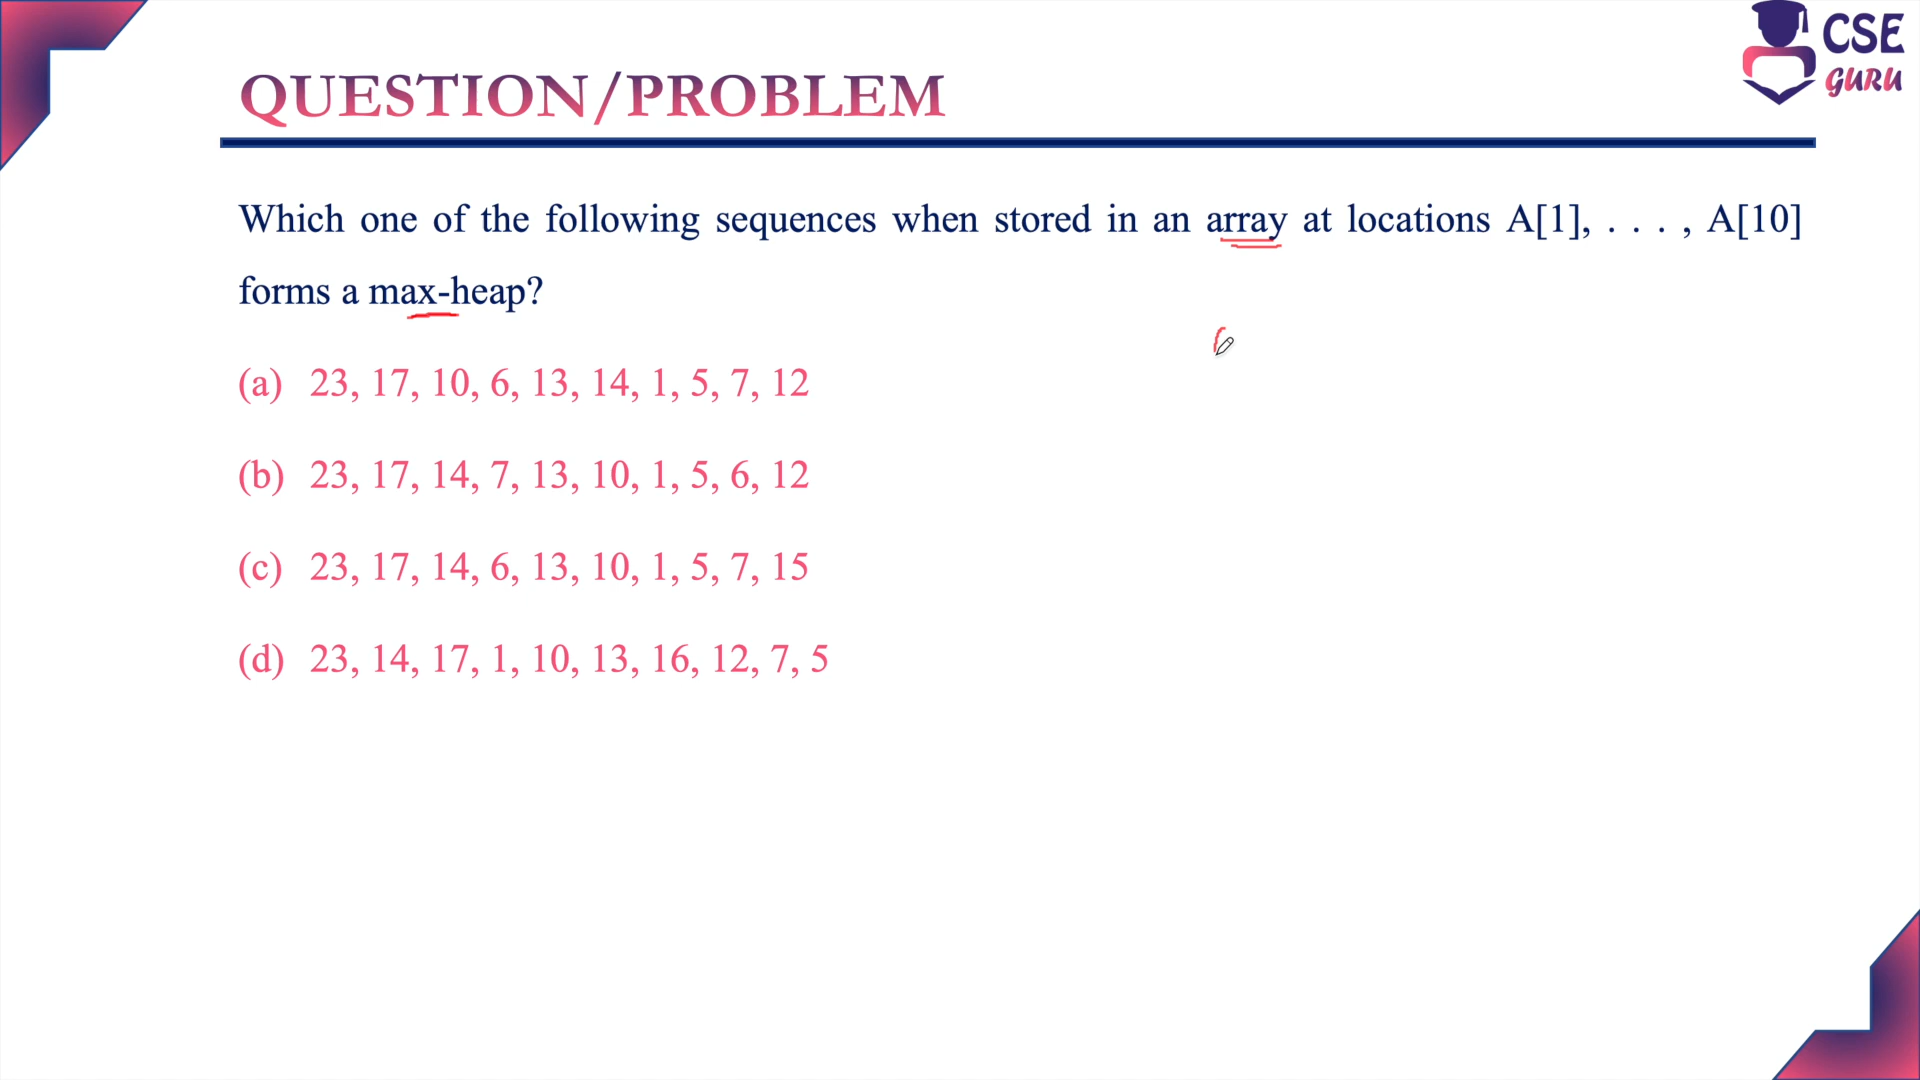 CSE
GURU
QUESTION/PROBLEM
Which one of the following sequences when stored in an array at locations A[1], . . . , A[10]
forms a max-heap?
(a) 23, 17, 10, 6, 13, 14, 1, 5, 7, 12
(b) 23, 17, 14, 7, 13, 10, 1, 5, 6, 12
(c) 23, 17, 14, 6, 13, 10, 1, 5, 7, 15
(d) 23, 14, 17, 1, 10, 13, 16, 12, 7, 5